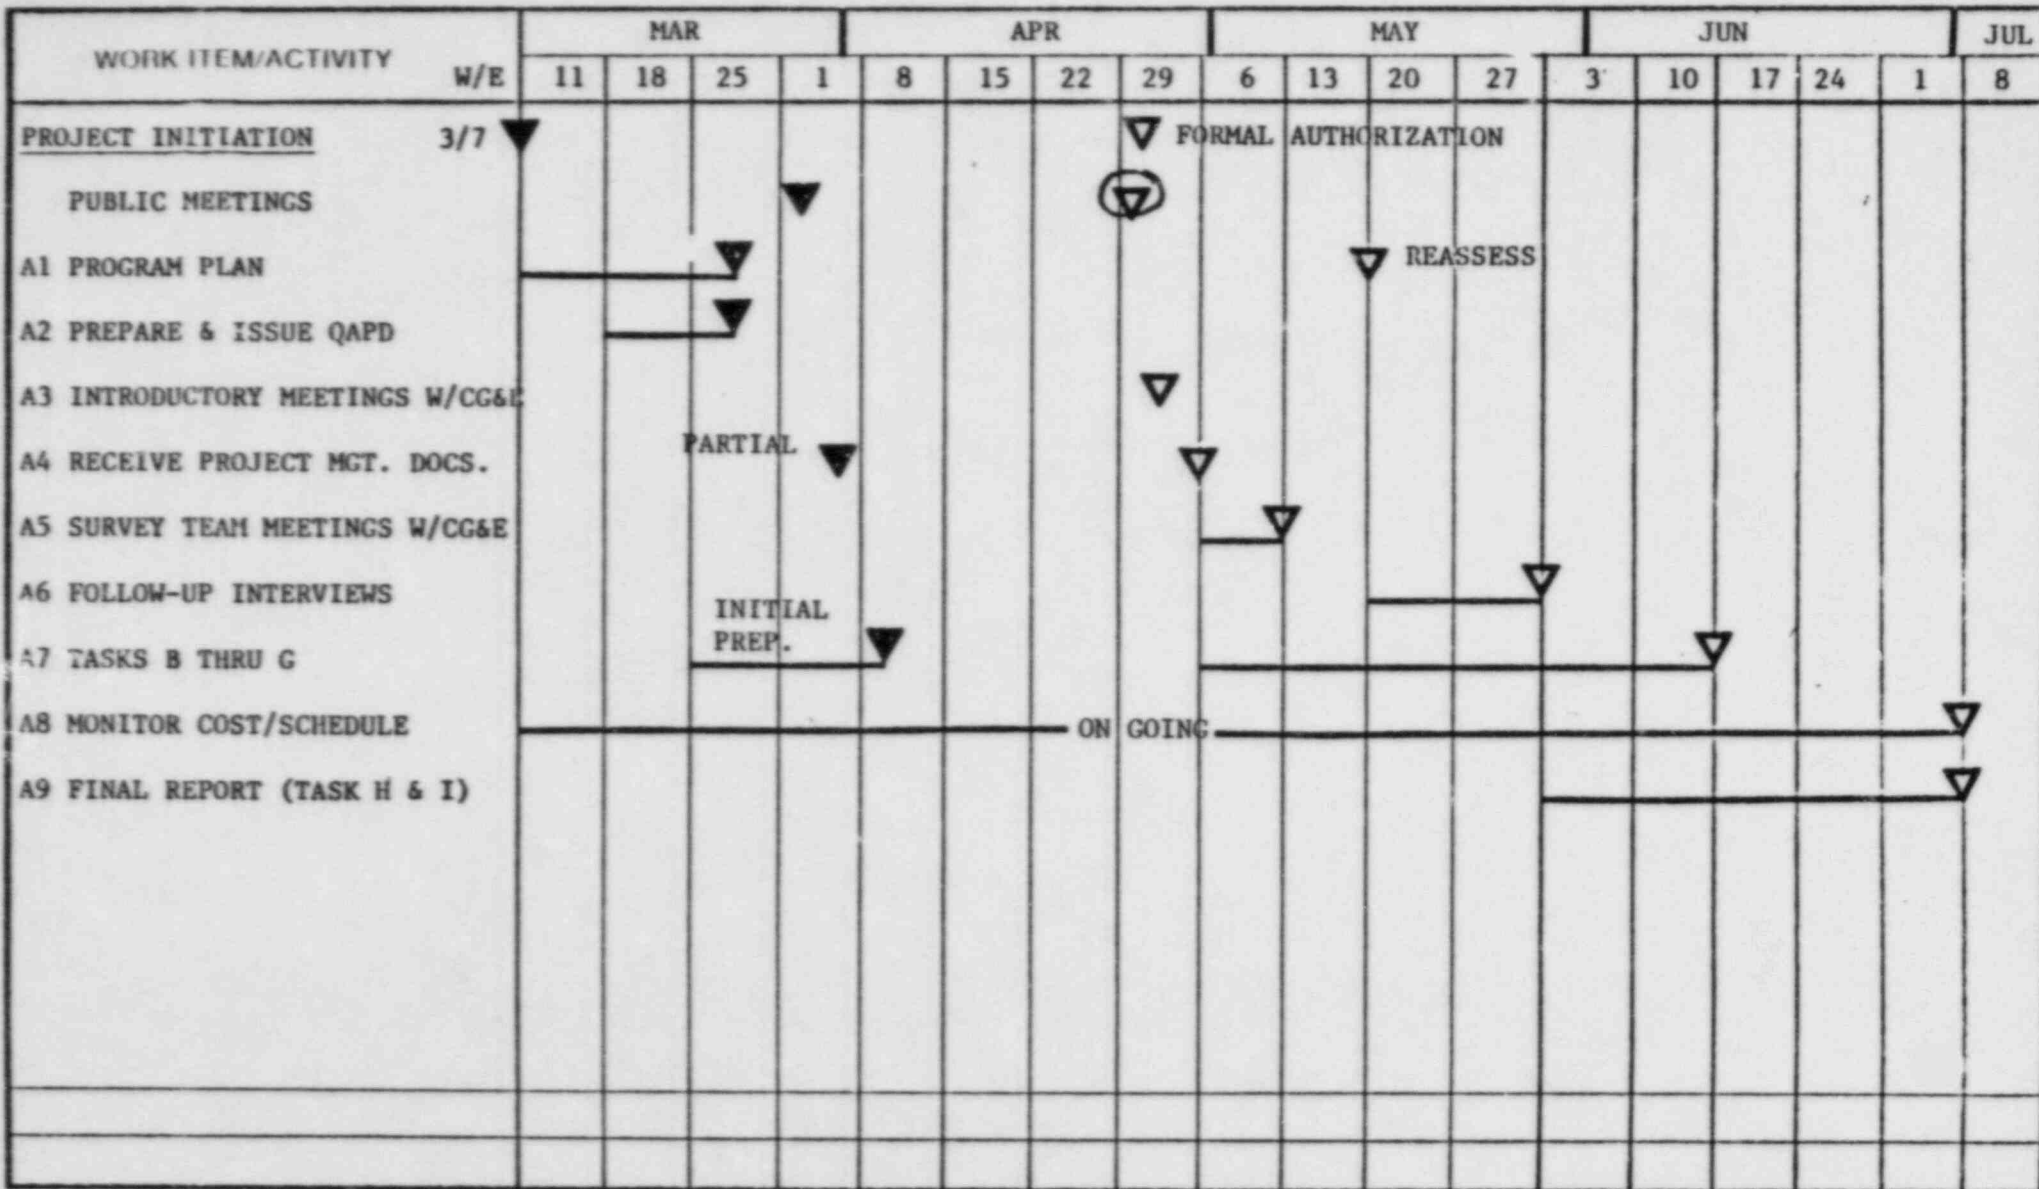 MAR APR MAY JUN JUL
WORK ITEM/ACTIVITY
W/E 11 18 25 1 8 15 22 29 6 13 20 27 3 10 17 24 1 8
PROJECT INITIATION 3/7 FORMAL AUTHORIZATION
PUBLIC MEETINGS
A1 PROGRAM PLAN REASSESS
A2 PREPARE & ISSUE QAPD
A3 INTRODUCTORY MEETINGS W/CG&E
PARTIAL
A4 RECEIVE PROJECT MGT. DOCS.
A5 SURVEY TEAM MEETINGS W/CG&E
A6 FOLLOW-UP INTERVIEWS
INITIAL
PREP.
A7 TASKS B THRU G
A8 MONITOR COST/SCHEDULE ON GOING
A9 FINAL REPORT (TASK H & I)